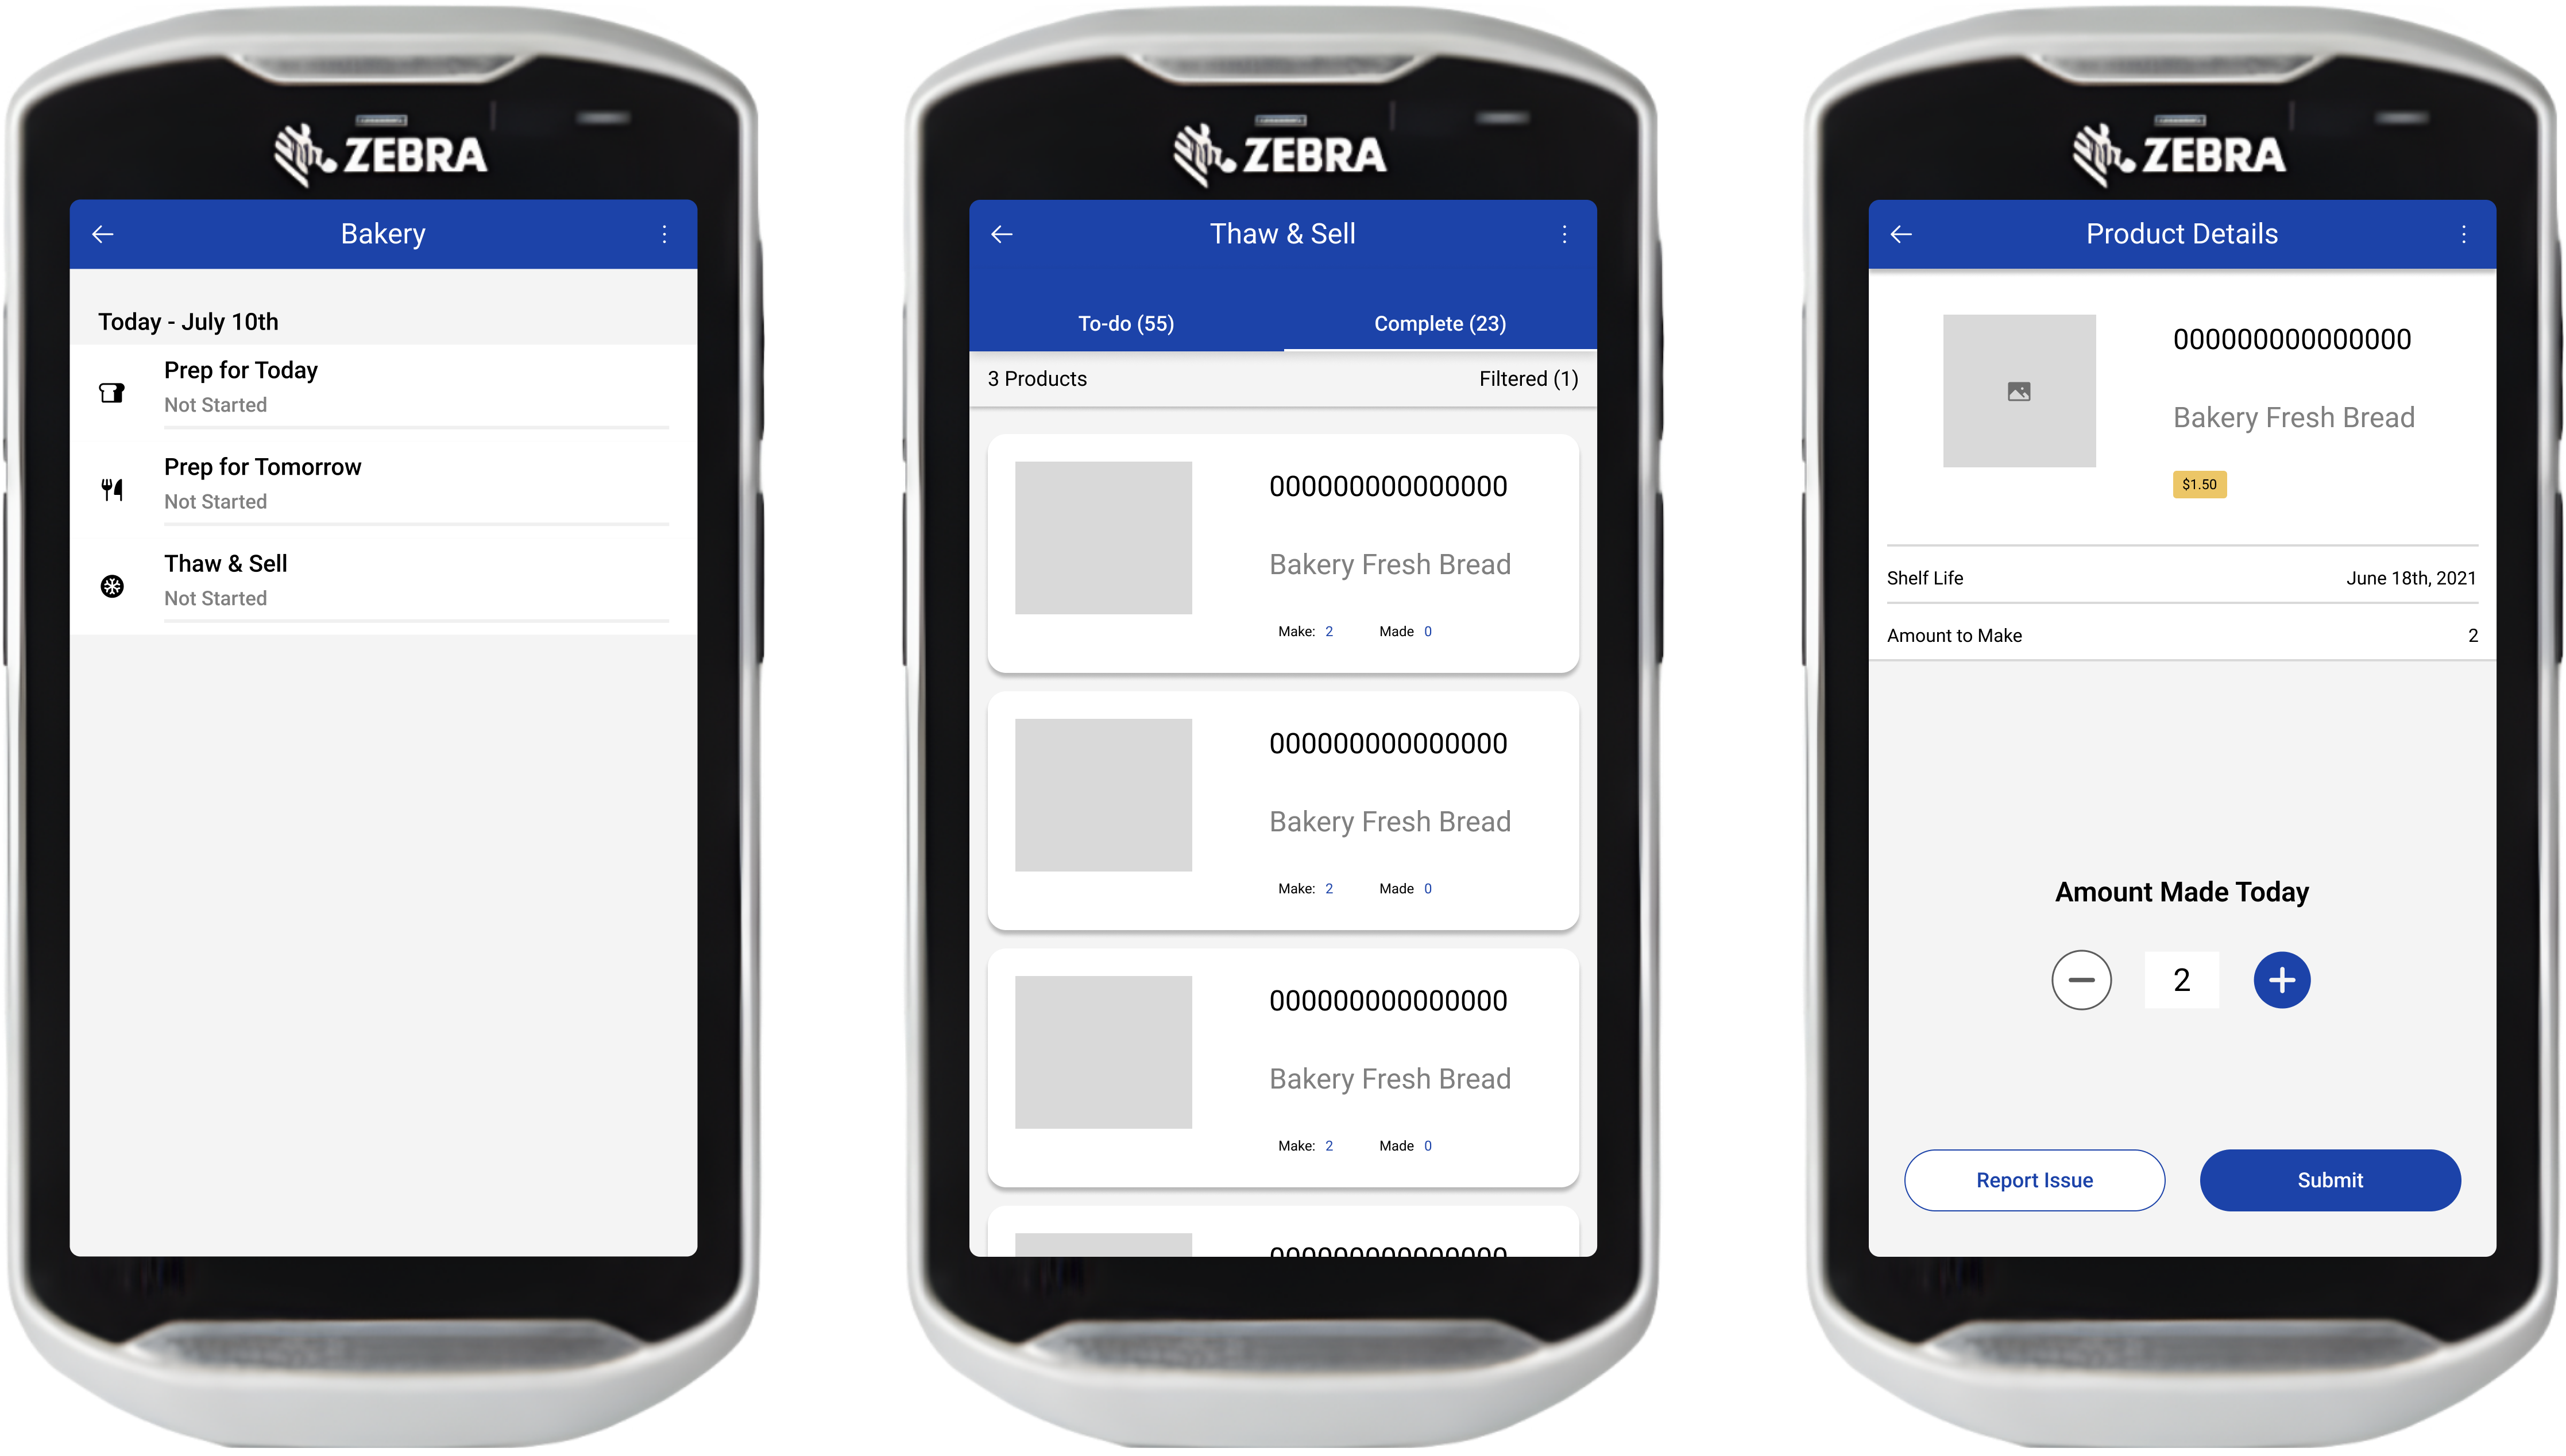 ZEBRA
Bakery
Today - July 10th
Prep for Today
Not Started
Prep for Tomorrow
Not Started
Thaw & Sell
Not Started
ZEBRA
Thaw & Sell
To-do (55) Complete (23)
3 Products Filtered (1)
000000000000000
Bakery Fresh Bread
Make: 2 Made 0
000000000000000
Bakery Fresh Bread
Make: 2 Made 0
000000000000000
Bakery Fresh Bread
Make: 2 Made 0
000000000000000
ZEBRA
Product Details
000000000000000
Bakery Fresh Bread
$1.50
Shelf Life June 18th, 2021
Amount to Make 2
Amount Made Today
2
Report Issue Submit